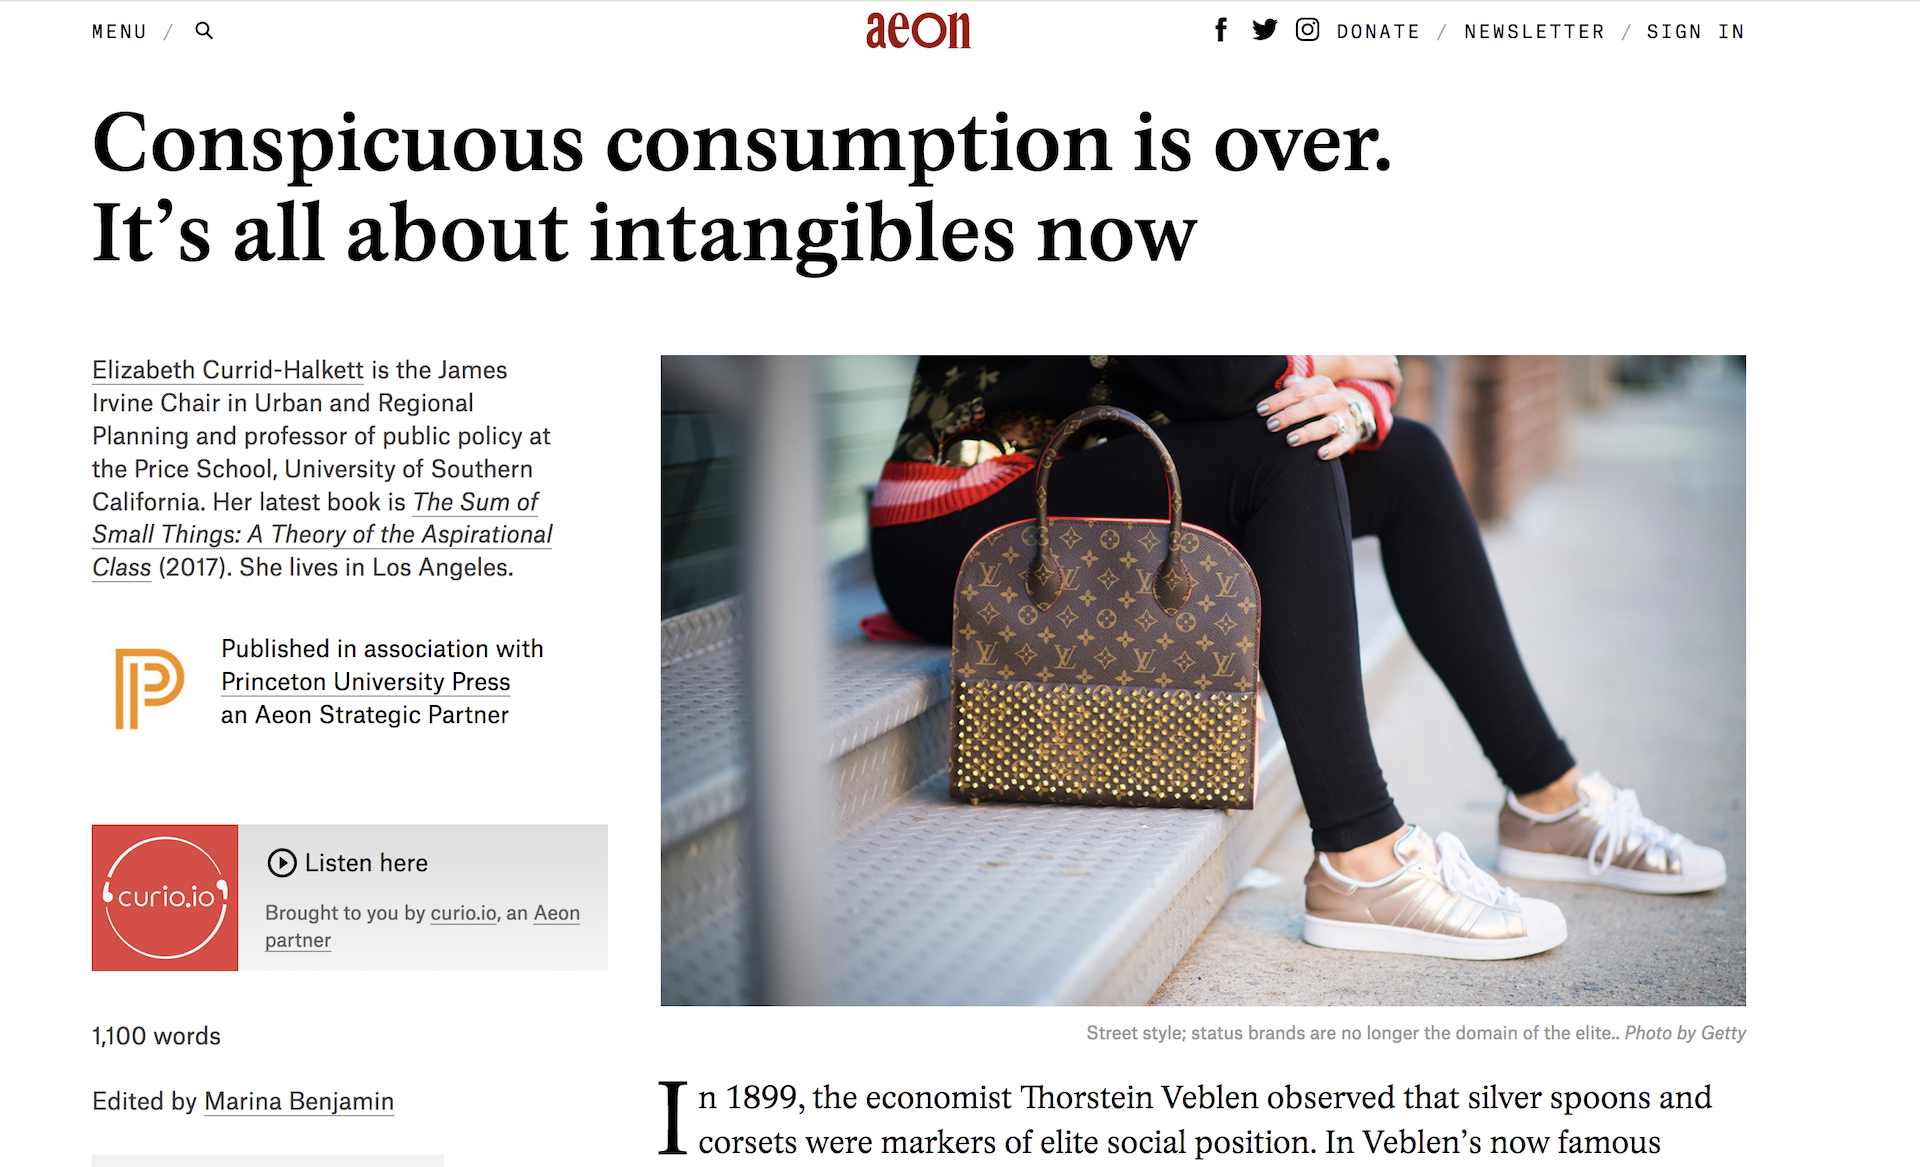 MENU / 
aeon
DONATE / NEWSLETTER / SIGN IN
Conspicuous consumption is over.
It’s all about intangibles now
Elizabeth Currid-Halkett is the James
Irvine Chair in Urban and Regional
Planning and professor of public policy at
the Price School, University of Southern
California. Her latest book is The Sum of
Small Things: A Theory of the Aspirational
Class (2017). She lives in Los Angeles.
Published in association with
Princeton University Press
an Aeon Strategic Partner
curio.io
Listen here
Brought to you by curio.io, an Aeon
partner
1,100 words
Edited by Marina Benjamin
Street style; status brands are no longer the domain of the elite.. Photo by Getty
In 1899, the economist Thorstein Veblen observed that silver spoons and
corsets were markers of elite social position. In Veblen’s now famous